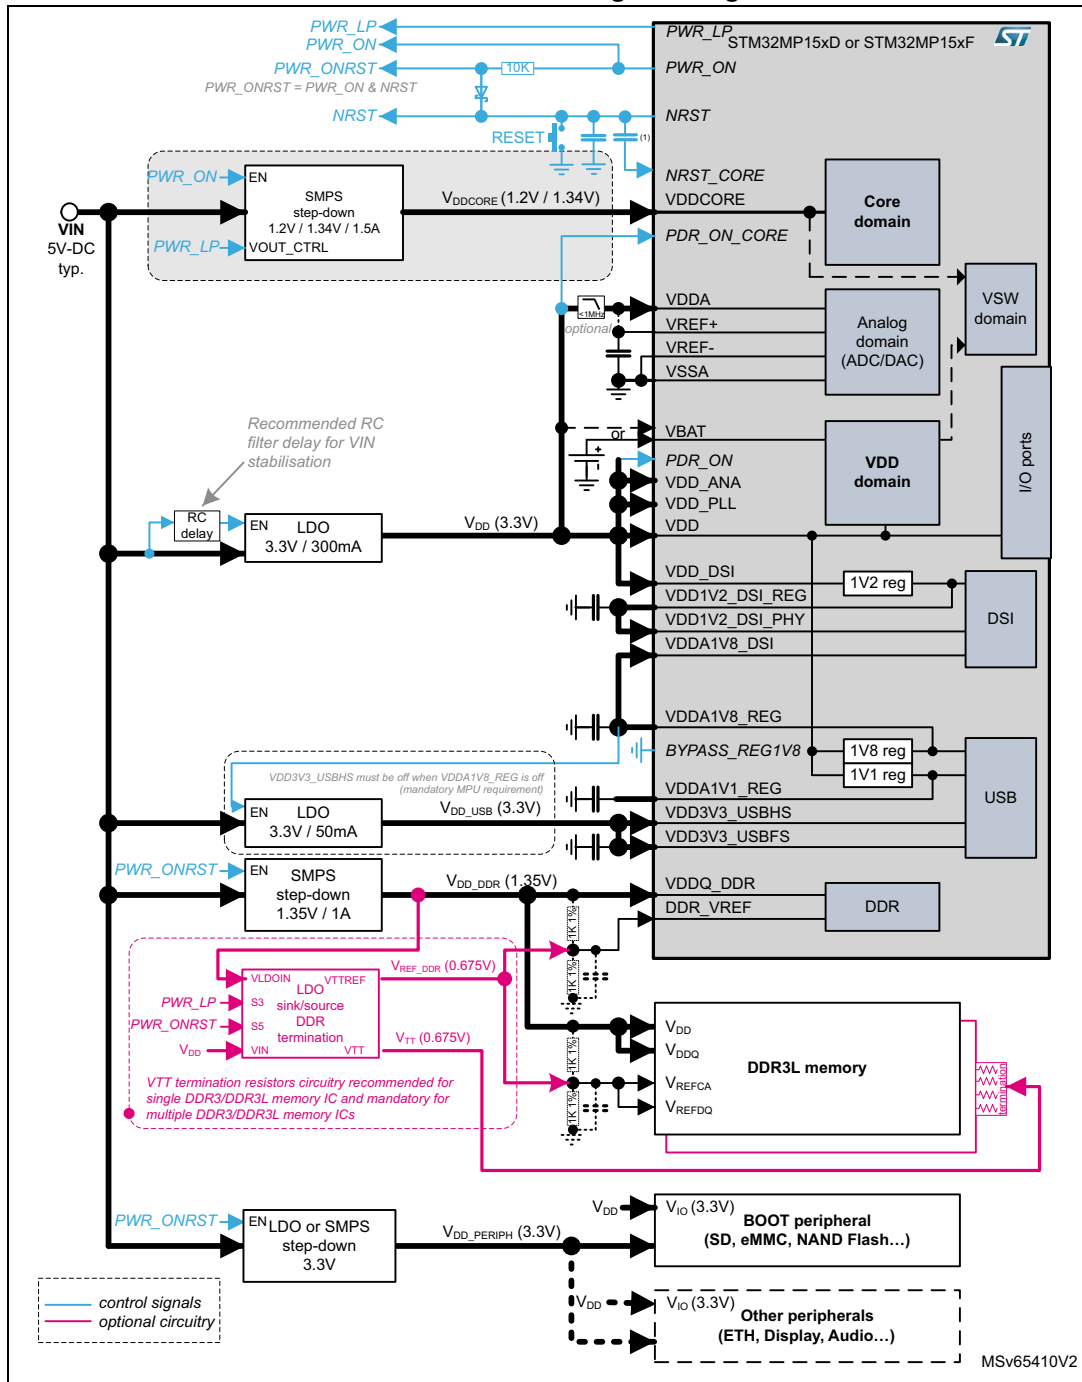 PWR_LP
PWR_ON
PWR_ONRST
PWR_ONRST = PWR_ON & NRST
10K
NRST
RESET
(1)
PWR_LP
STM32MP15xD or STM32MP15xF
PWR_ON
NRST
NRST_CORE
VDDCORE
PDR_ON_CORE
Core
domain
VSW
domain
PWR_ON
EN
SMPS
step-down
1.2V / 1.34V / 1.5A
PWR_LP
VOUT_CTRL
VDDCORE (1.2V / 1.34V)
VIN
5V-DC
typ.
<1MHz
optional
VDDA
VREF+
VREF-
VSSA
Analog
domain
(ADC/DAC)
I/O ports
Recommended RC
filter delay for VIN
stabilisation
or
+
VBAT
PDR_ON
VDD_ANA
VDD_PLL
VDD
VDD
domain
RC
delay
EN
LDO
3.3V / 300mA
VDD (3.3V)
VDD_DSI
1V2 reg
VDD1V2_DSI_REG
VDD1V2_DSI_PHY
VDDA1V8_DSI
DSI
VDDA1V8_REG
BYPASS_REG1V8
1V8 reg
1V1 reg
VDDA1V1_REG
VDD3V3_USBHS
VDD3V3_USBFS
USB
VDD3V3_USBHS must be off when VDDA1V8_REG is off
(mandatory MPU requirement)
EN
LDO
3.3V / 50mA
VDD_USB (3.3V)
PWR_ONRST
EN
SMPS
step-down
1.35V / 1A
VDD_DDR (1.35V)
VDDQ_DDR
DDR_VREF
DDR
1K 1%
1K 1%
VLDOIN
VTTREF
LDO
sink/source
DDR
termination
PWR_LP
S3
PWR_ONRST
S5
VDD
VIN
VTT
VREF_DDR (0.675V)
VTT (0.675V)
VTT termination resistors circuitry recommended for
single DDR3/DDR3L memory IC and mandatory for
multiple DDR3/DDR3L memory ICs
1K 1%
1K 1%
VDD
VDDQ
VREFCA
VREFDQ
DDR3L memory
termination
PWR_ONRST
EN
LDO or SMPS
step-down
3.3V
VDD_PERIPH (3.3V)
VDD
VIO (3.3V)
BOOT peripheral
(SD, eMMC, NAND Flash...)
VDD
VIO (3.3V)
Other peripherals
(ETH, Display, Audio...)
control signals
optional circuitry
MSv65410V2